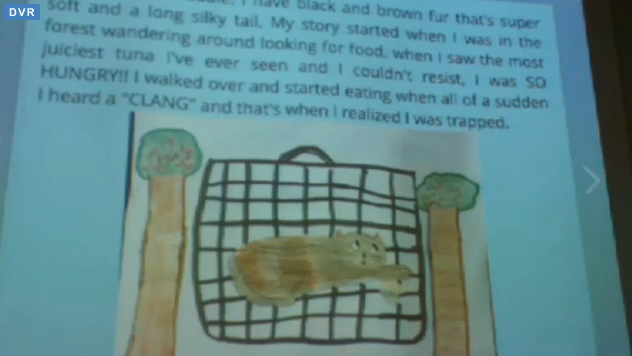 DVR
I have black and brown fur that's super
soft and a long silky tail. My story started when I was in the
forest wandering around looking for food, when I saw the most
juiciest tuna I've ever seen and I couldn't resist, I was SO
HUNGRY!! I walked over and started eating when all of a sudden
I heard a "CLANG" and that's when I realized I was trapped.